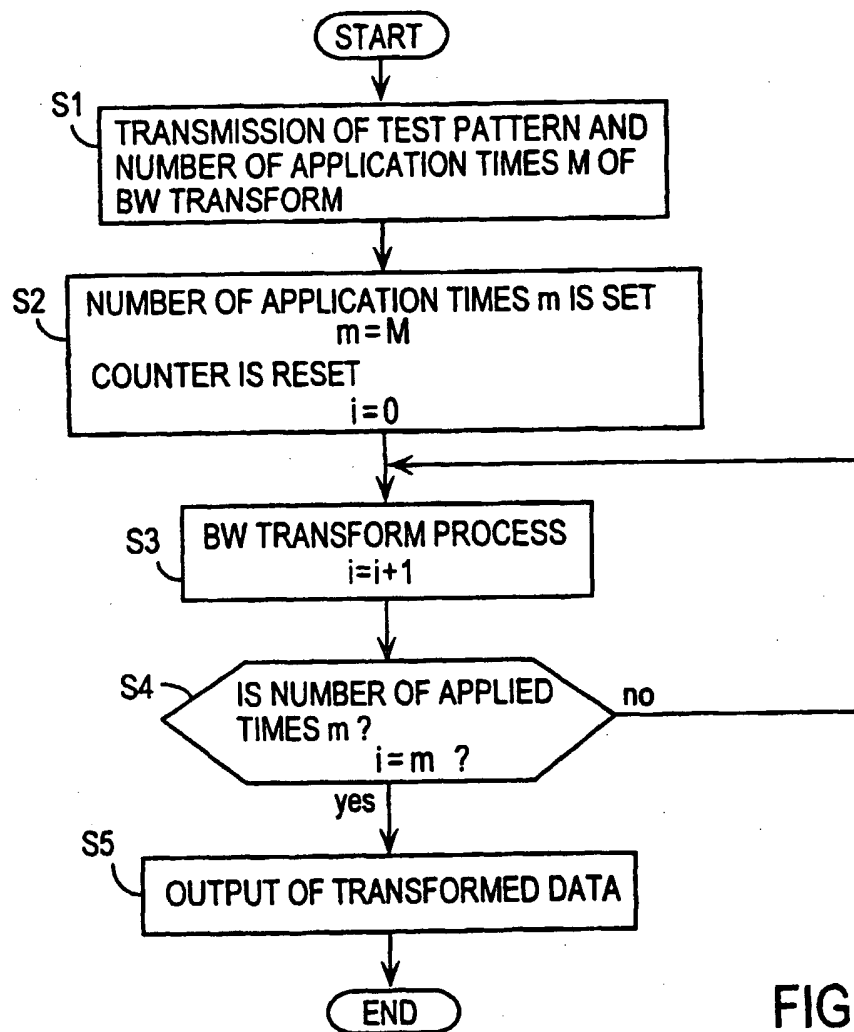 START
S1
TRANSMISSION OF TEST PATTERN AND
NUMBER OF APPLICATION TIMES M OF
BW TRANSFORM
S2
NUMBER OF APPLICATION TIMES m IS SET
m=M
COUNTER IS RESET
i=0
S3
BW TRANSFORM PROCESS
i=i+1
S4
IS NUMBER OF APPLIED
TIMES m ?
i=m ?
no
yes
S5
OUTPUT OF TRANSFORMED DATA
END
FIG